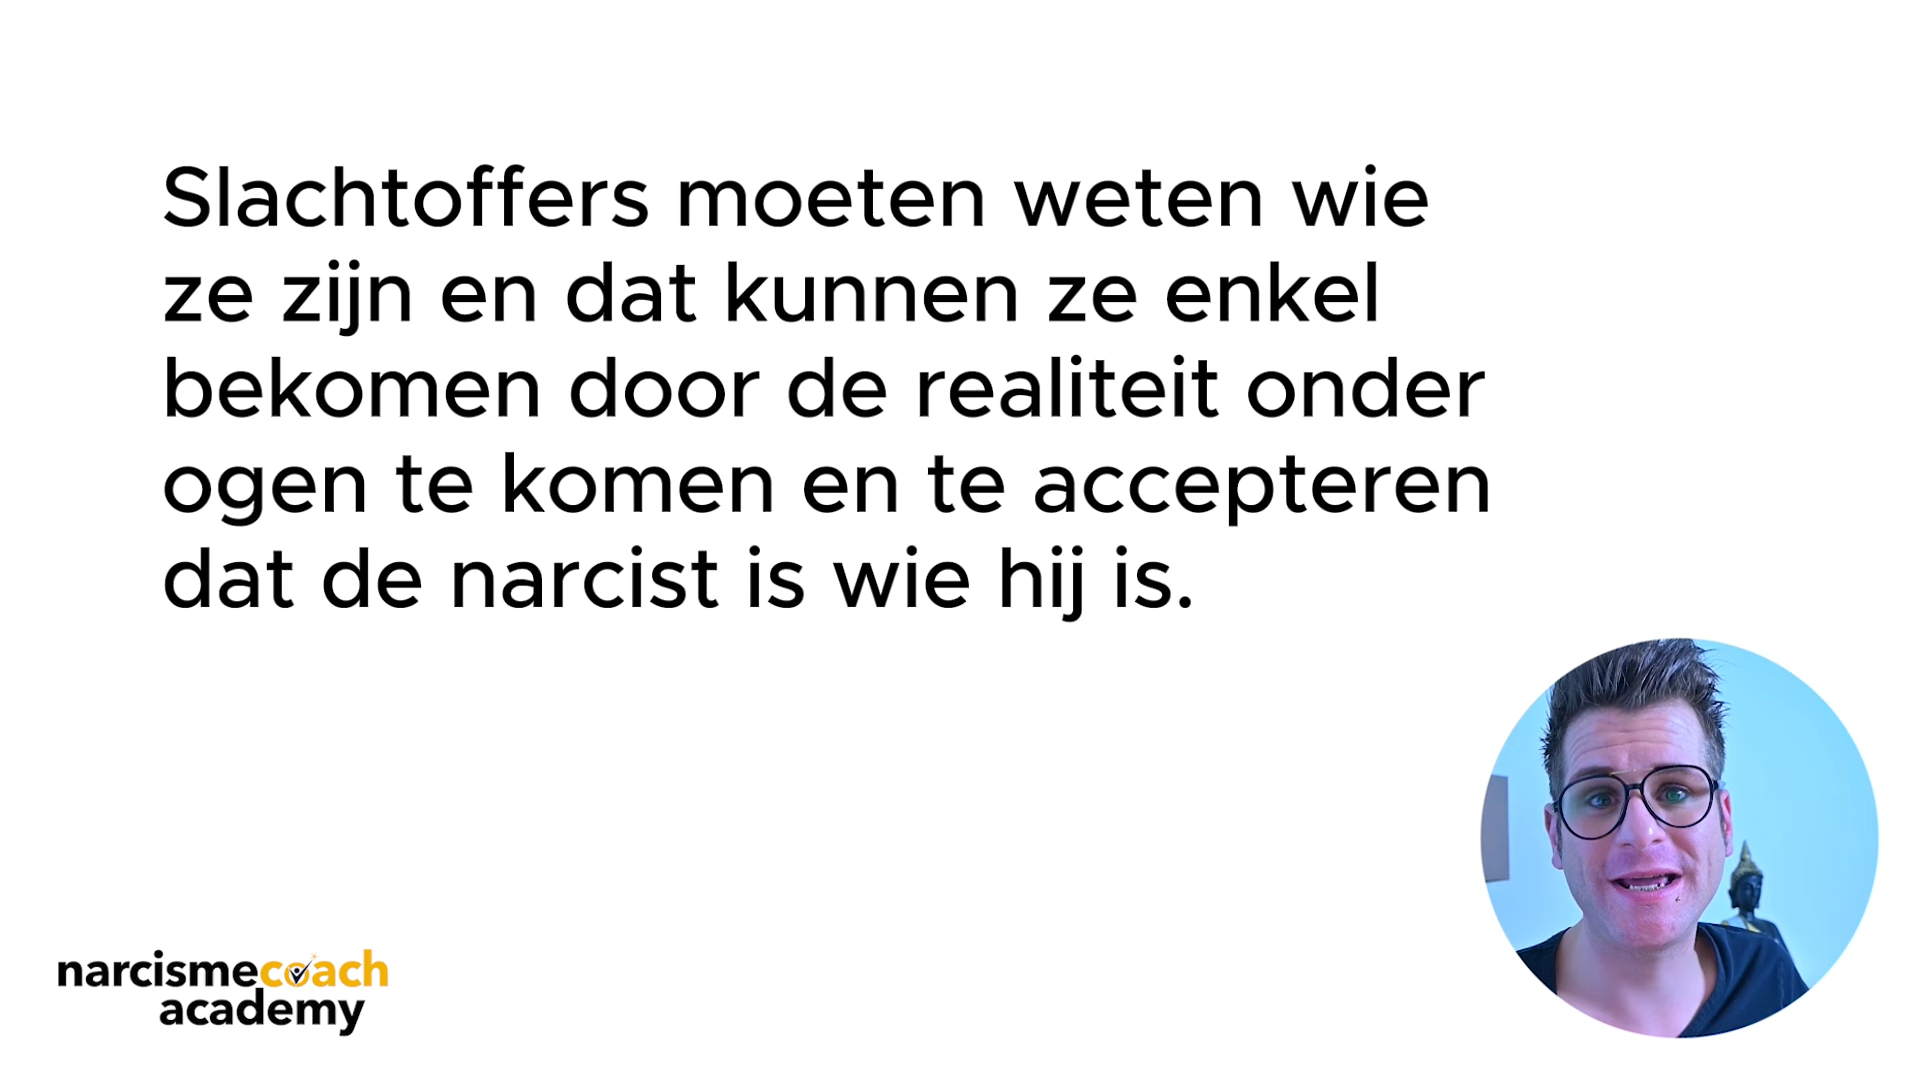 Slachtoffers moeten weten wie
ze zijn en dat kunnen ze enkel
bekomen door de realiteit onder
ogen te komen en te accepteren
dat de narcist is wie hij is.
narcismecoach
academy